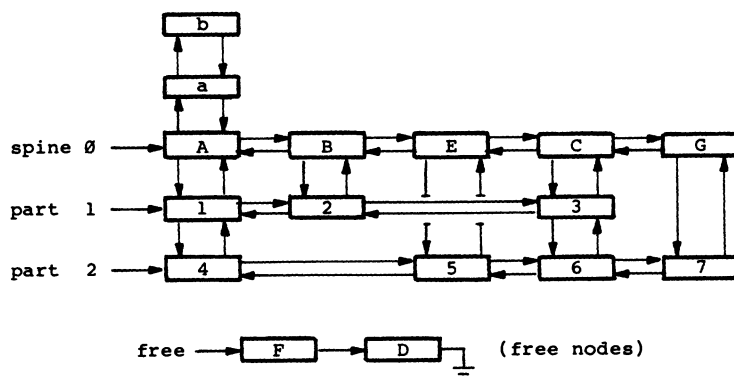 b
a
spine Ø A B E C G
part 1 1 2 3
part 2 4 5 6 7
free F D (free nodes)